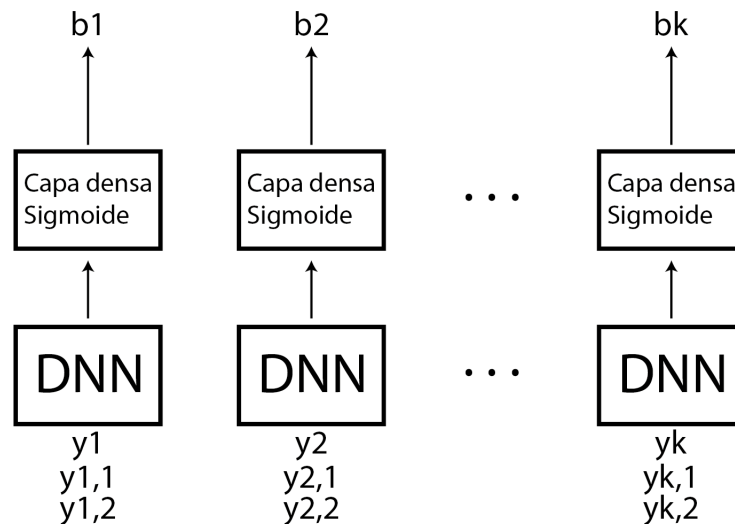 b1 b2 bk
Capa densa Capa densa Capa densa
Sigmoide Sigmoide ... Sigmoide
DNN DNN ... DNN
y1 y2 yk
y1,1 y2,1 yk,1
y1,2 y2,2 yk,2